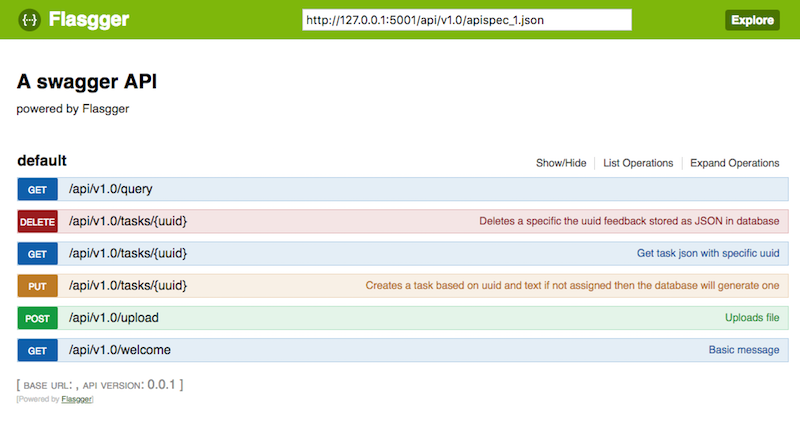 {···} Flasgger http://127.0.0.1:5001/api/v1.0/apispec_1.json Explore
A swagger API
powered by Flasgger
default Show/Hide List Operations Expand Operations
GET /api/v1.0/query
DELETE /api/v1.0/tasks/{uuid} Deletes a specific the uuid feedback stored as JSON in database
GET /api/v1.0/tasks/{uuid} Get task json with specific uuid
PUT /api/v1.0/tasks/{uuid} Creates a task based on uuid and text if not assigned then the database will generate one
POST /api/v1.0/upload Uploads file
GET /api/v1.0/welcome Basic message
[ BASE URL: , API VERSION: 0.0.1 ]
[Powered by Flasgger]